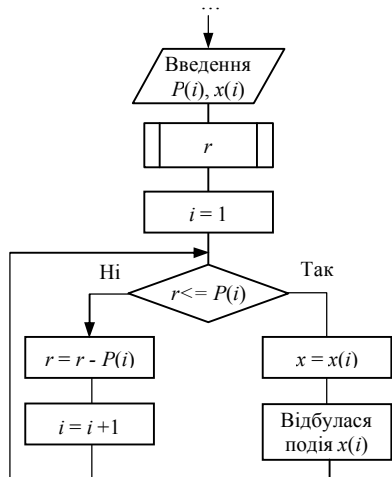 ...
Введення
P(i), x(i)
r
i = 1
Ні
Так
r<= P(i)
r = r - P(i)
x = x(i)
i = i +1
Відбулася
подія x(i)